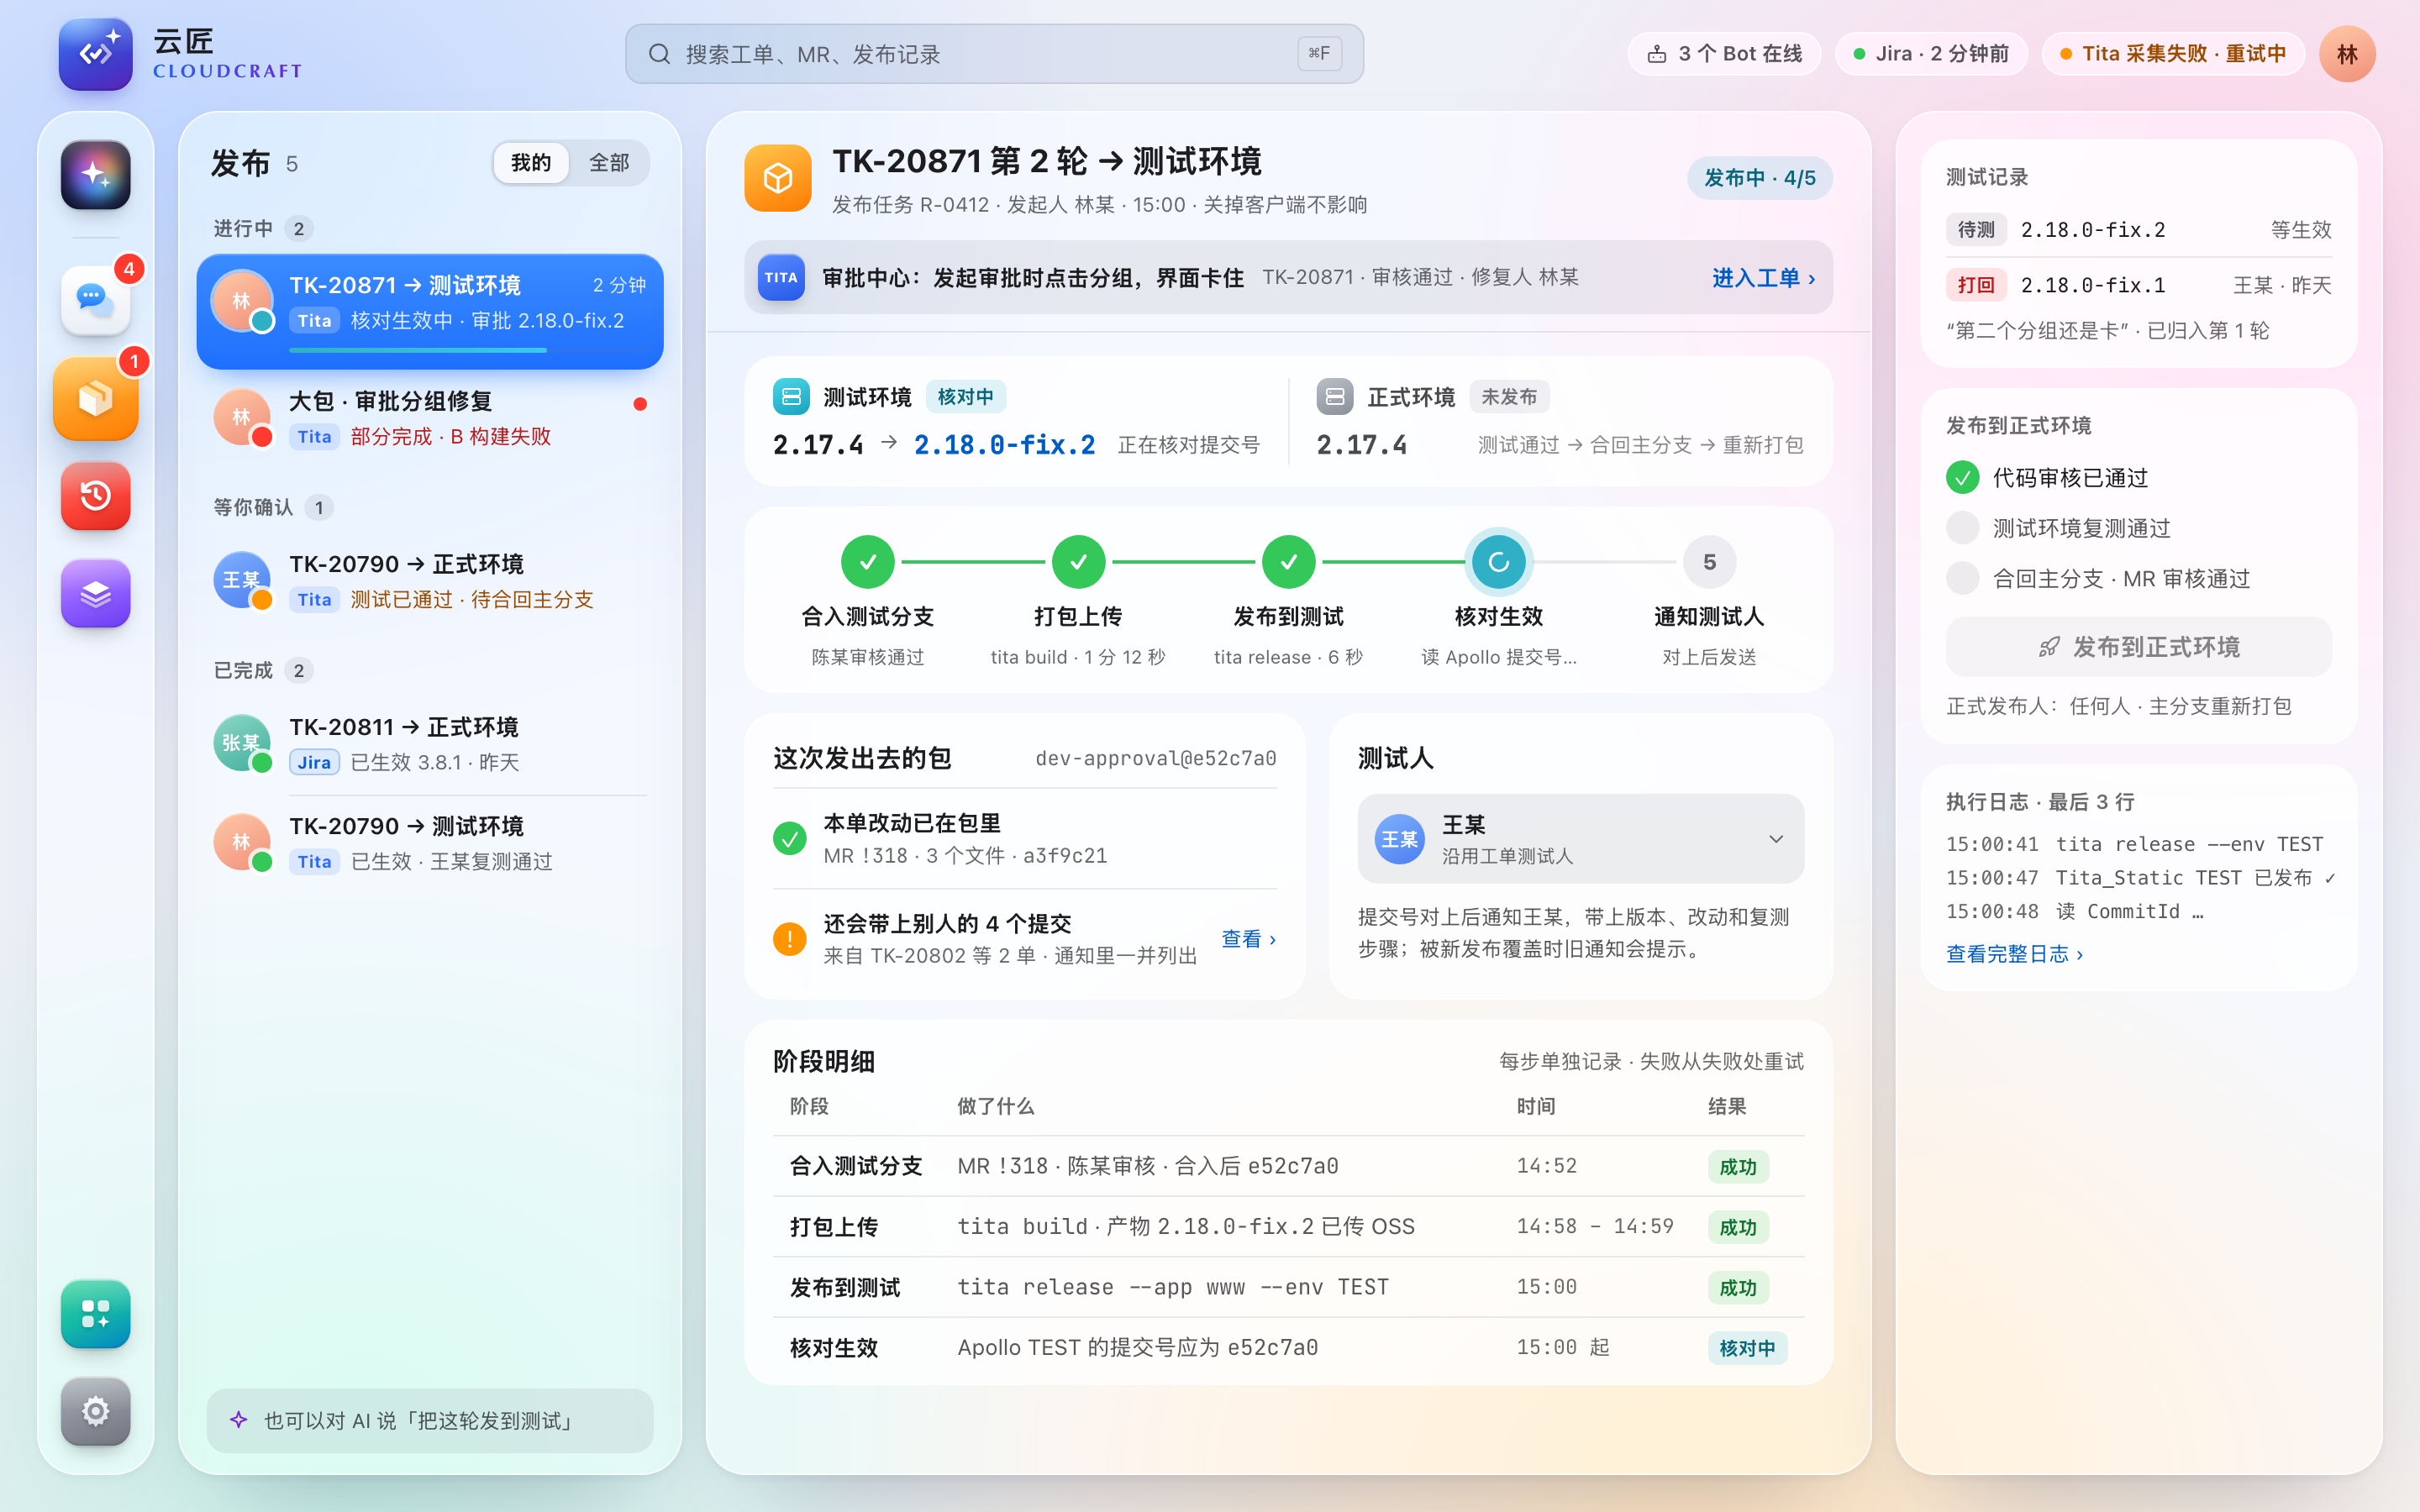 云匠
CLOUDCRAFT
搜索工单、MR、发布记录
⌘F
3 个 Bot 在线
Jira · 2 分钟前
Tita 采集失败 · 重试中
林
4
1
发布 5
我的
全部
进行中 2
林
TK-20871 → 测试环境
2 分钟
Tita 核对生效中 · 审批 2.18.0-fix.2
林
大包 · 审批分组修复
Tita 部分完成 · B 构建失败
等你确认 1
王某
TK-20790 → 正式环境
Tita 测试已通过 · 待合回主分支
已完成 2
张某
TK-20811 → 正式环境
Jira 已生效 3.8.1 · 昨天
林
TK-20790 → 测试环境
Tita 已生效 · 王某复测通过
也可以对 AI 说「把这轮发到测试」
TK-20871 第 2 轮 → 测试环境
发布任务 R-0412 · 发起人 林某 · 15:00 · 关掉客户端不影响
发布中 · 4/5
TITA
审批中心：发起审批时点击分组，界面卡住
TK-20871 · 审核通过 · 修复人 林某
进入工单 ›
测试环境 核对中
2.17.4 → 2.18.0-fix.2 正在核对提交号
正式环境 未发布
2.17.4 测试通过 → 合回主分支 → 重新打包
5
合入测试分支
陈某审核通过
打包上传
tita build · 1 分 12 秒
发布到测试
tita release · 6 秒
核对生效
读 Apollo 提交号...
通知测试人
对上后发送
这次发出去的包
dev-approval@e52c7a0
本单改动已在包里
MR !318 · 3 个文件 · a3f9c21
还会带上别人的 4 个提交
来自 TK-20802 等 2 单 · 通知里一并列出
查看 ›
测试人
王某
王某
沿用工单测试人
提交号对上后通知王某，带上版本、改动和复测
步骤；被新发布覆盖时旧通知会提示。
阶段明细
每步单独记录 · 失败从失败处重试
阶段 做了什么 时间 结果
合入测试分支 MR !318 · 陈某审核 · 合入后 e52c7a0 14:52 成功
打包上传 tita build · 产物 2.18.0-fix.2 已传 OSS 14:58 – 14:59 成功
发布到测试 tita release --app www --env TEST 15:00 成功
核对生效 Apollo TEST 的提交号应为 e52c7a0 15:00 起 核对中
测试记录
待测 2.18.0-fix.2 等生效
打回 2.18.0-fix.1 王某 · 昨天
“第二个分组还是卡” · 已归入第 1 轮
发布到正式环境
代码审核已通过
测试环境复测通过
合回主分支 · MR 审核通过
发布到正式环境
正式发布人：任何人 · 主分支重新打包
执行日志 · 最后 3 行
15:00:41 tita release --env TEST
15:00:47 Tita_Static TEST 已发布 ✓
15:00:48 读 CommitId …
查看完整日志 ›